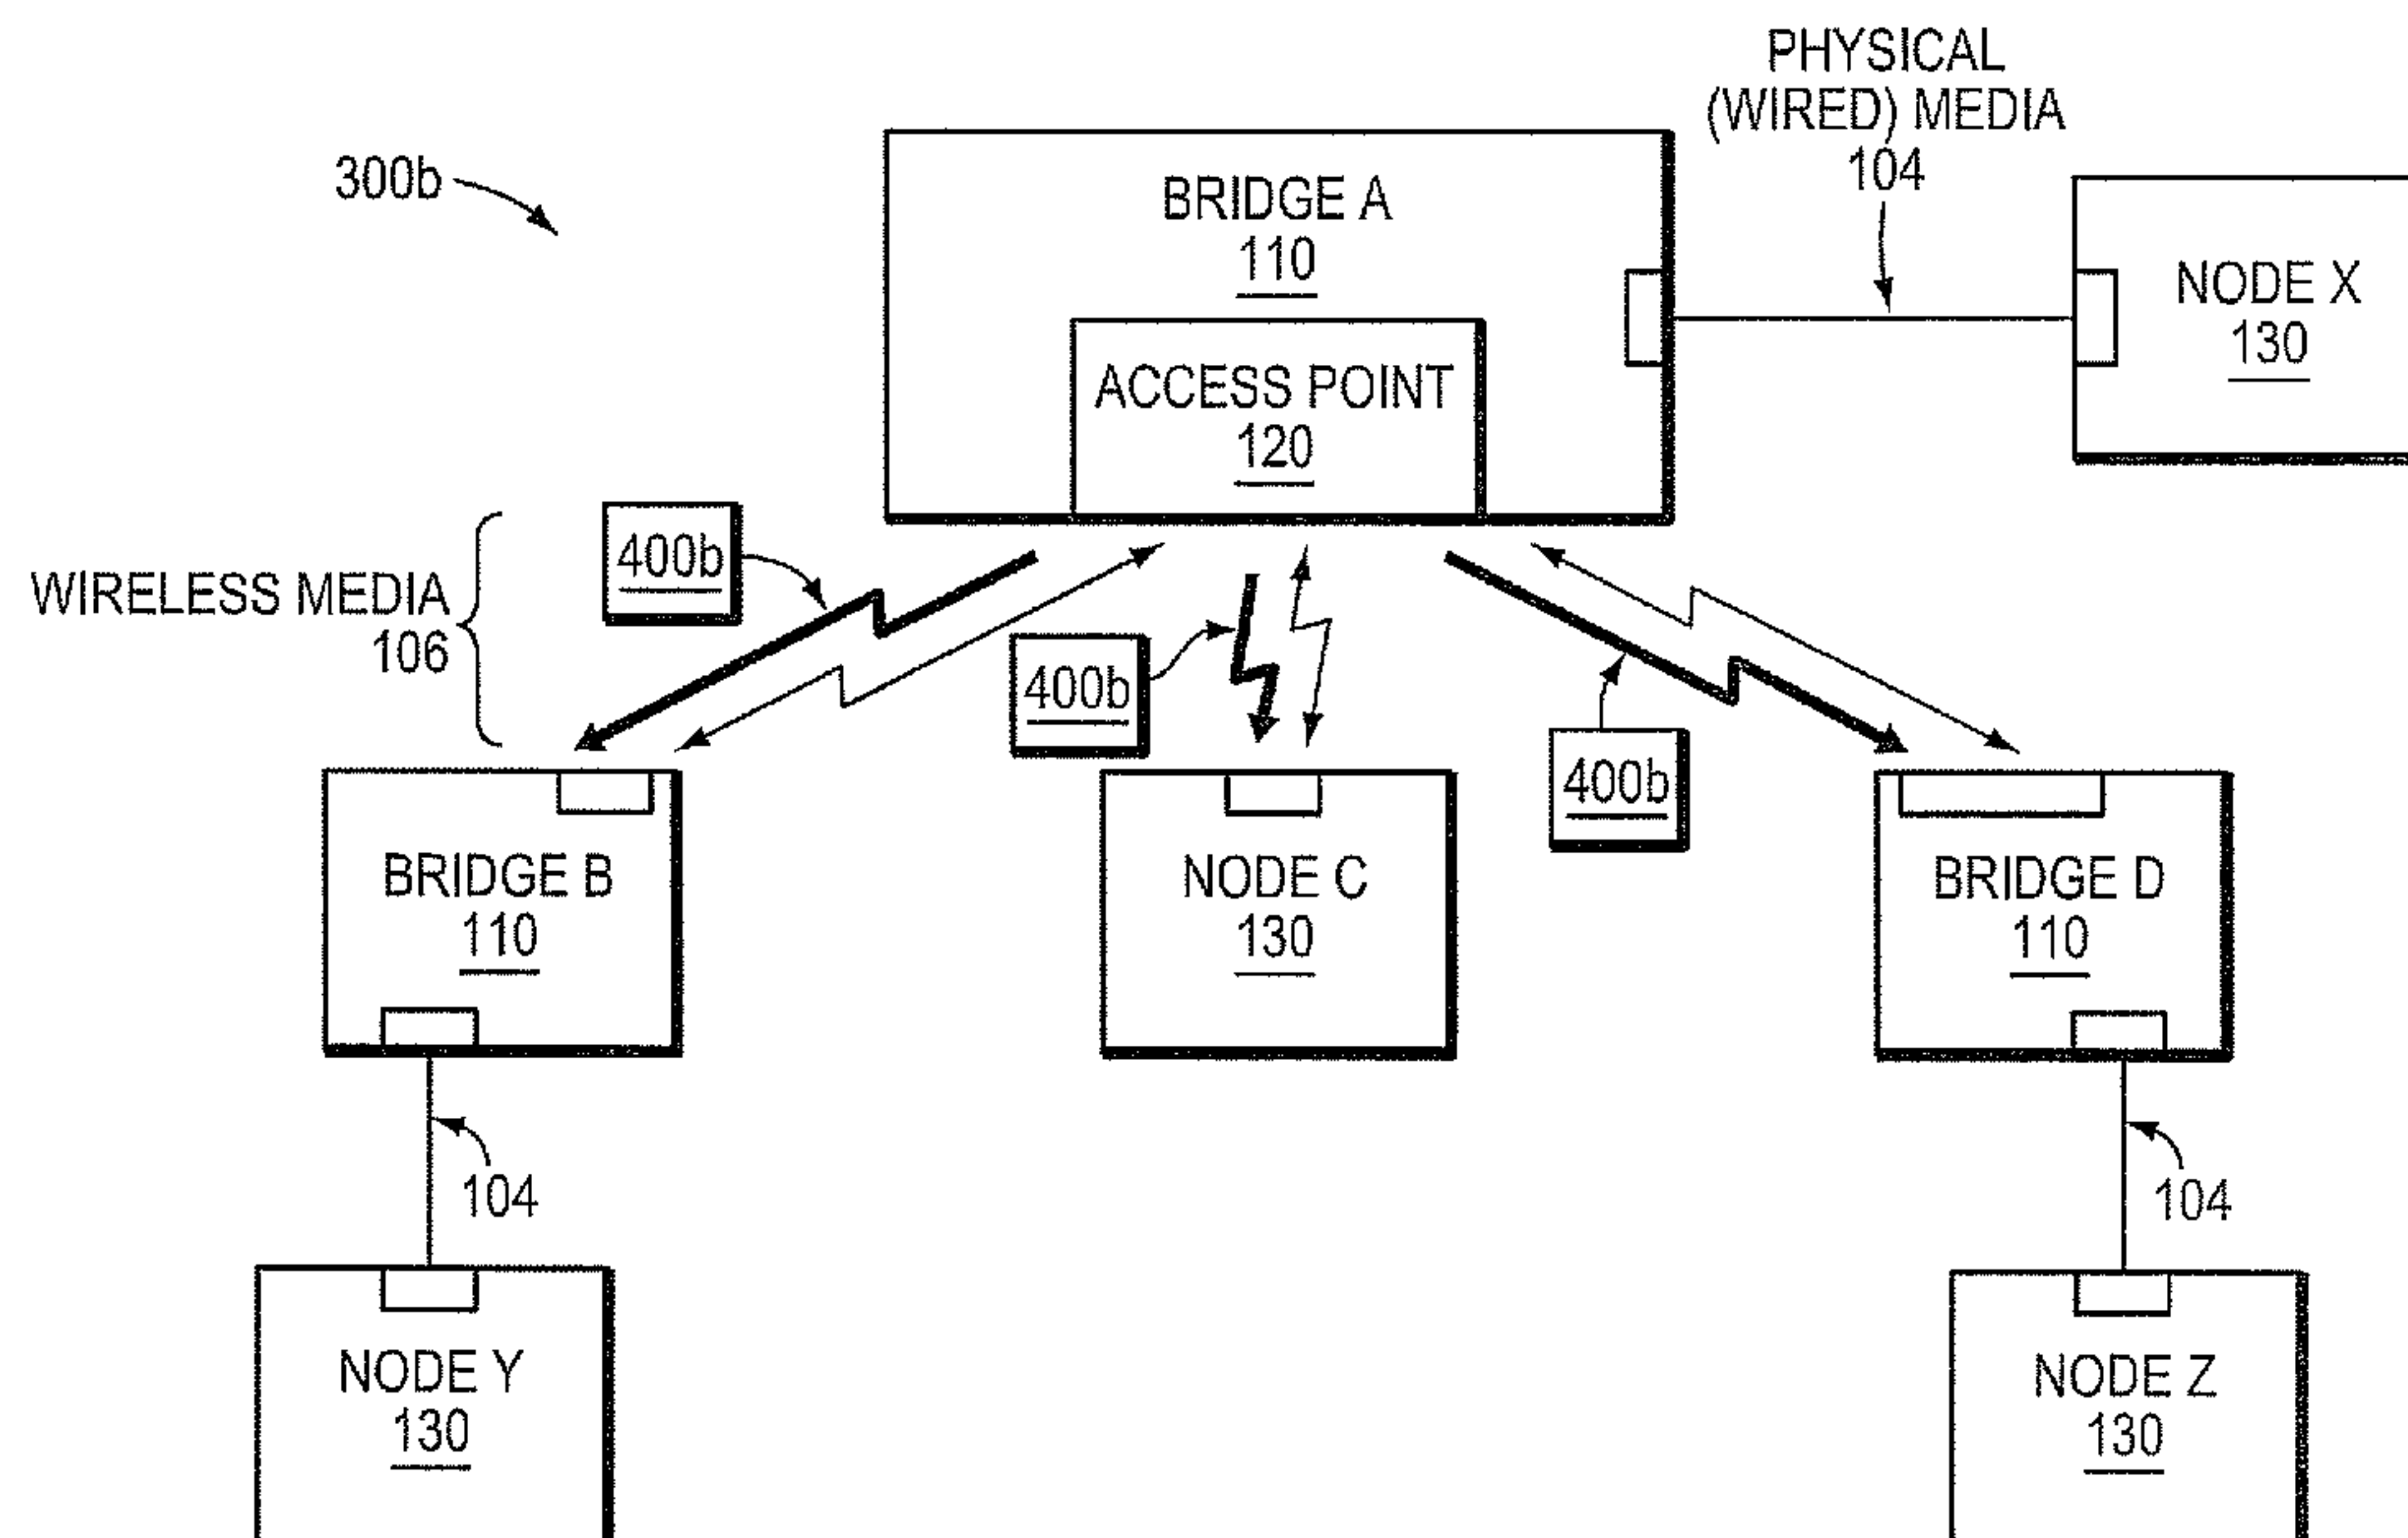 PHYSICAL
(WIRED) MEDIA
104
300b
BRIDGE A
110
NODE X
130
ACCESS POINT
120
WIRELESS MEDIA
106
400b
400b
400b
BRIDGE B
110
NODE C
130
BRIDGE D
110
104
104
NODE Y
130
NODE Z
130